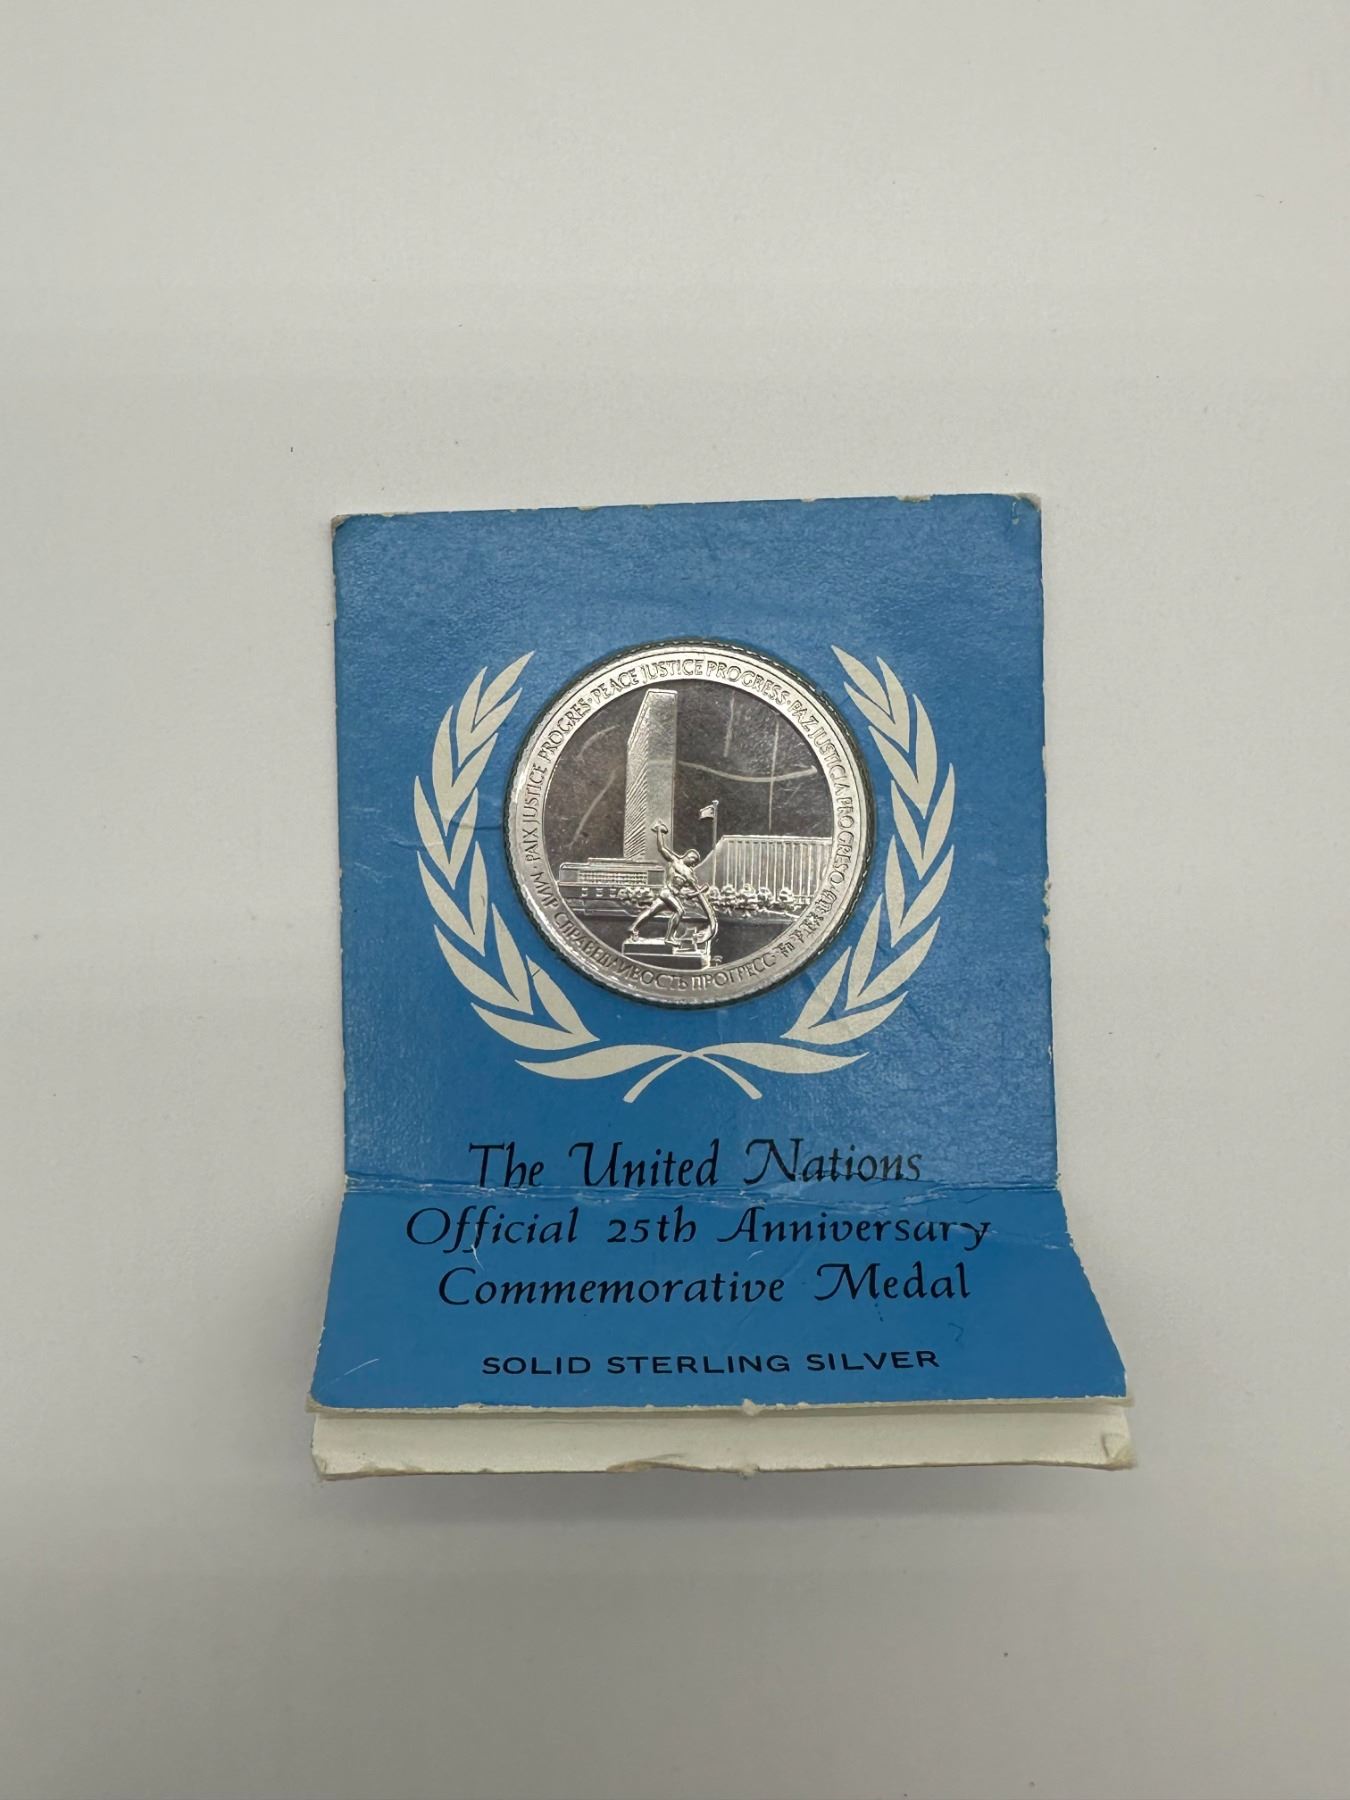 PEACE JUSTICE PROGRESS · PAZ JUSTICIA PROGRESO ·
· МИР СПРАВЕДЛИВОСТЬ ПРОГРЕСС ·
· PAIX JUSTICE PROGRES ·
The United Nations
Official 25th Anniversary
Commemorative Medal
SOLID STERLING SILVER